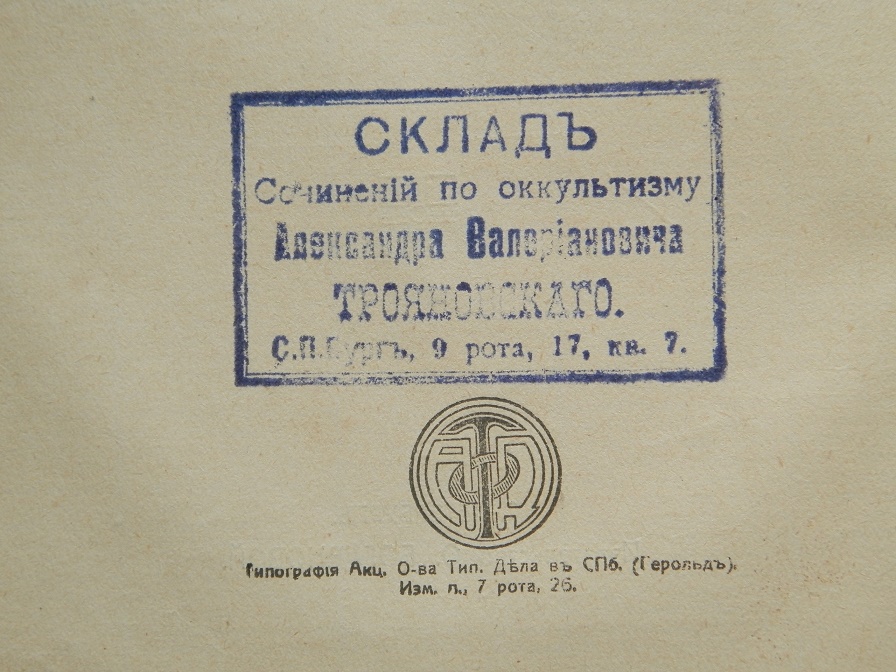 СКЛАДЪ
Сочиненій по оккультизму
Александра Валеріановича
ТРОЯНОВСКАГО.
С.П.Бургъ, 9 рота, 17, кв. 7.
Типографія Акц. О-ва Тип. Дѣла въ СПб. (Герольдъ).
Изм. п., 7 рота, 26.